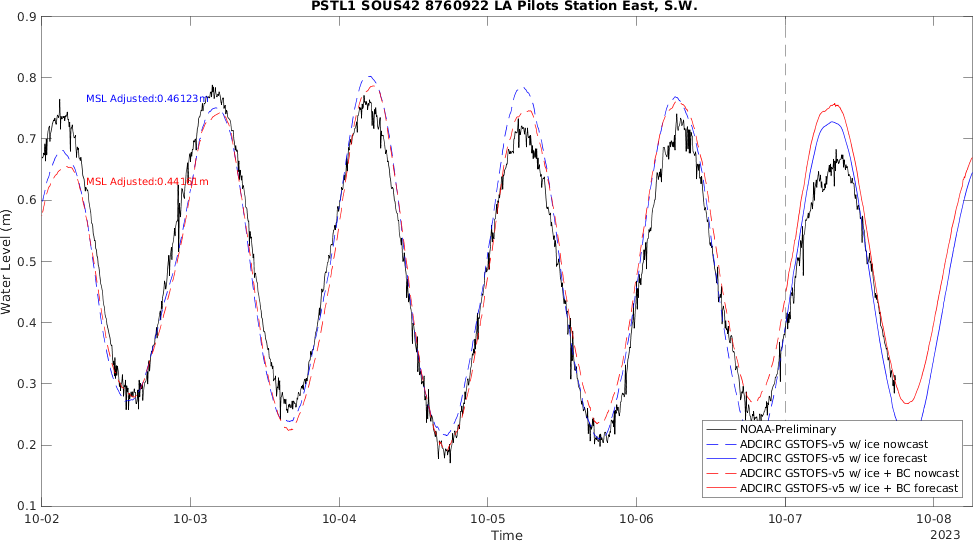 PSTL1 SOUS42 8760922 LA Pilots Station East, S.W.
0.9
0.8
0.7
0.6
0.5
0.4
0.3
0.2
0.1
Water Level (m)
MSL Adjusted:0.46123m
MSL Adjusted:0.44161m
NOAA-Preliminary
ADCIRC GSTOFS-v5 w/ ice nowcast
ADCIRC GSTOFS-v5 w/ ice forecast
ADCIRC GSTOFS-v5 w/ ice + BC nowcast
ADCIRC GSTOFS-v5 w/ ice + BC forecast
10-02 10-03 10-04 10-05 10-06 10-07 10-08
Time
2023